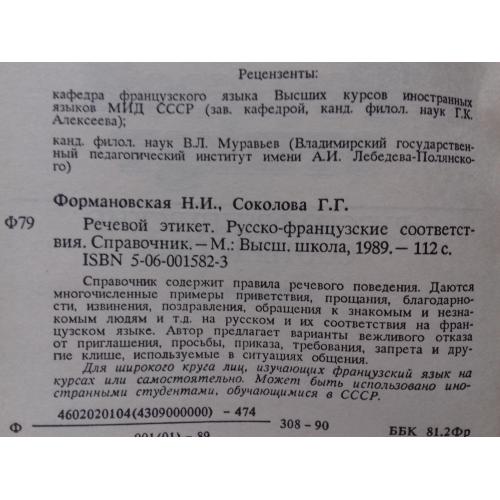 Рецензенты:
кафедра французского языка Высших курсов иностранных
языков МИД СССР (зав. кафедрой, канд. филол. наук Г.К.
Алексеева);
канд. филол. наук В.Л. Муравьев (Владимирский государствен-
ный педагогический институт имени А.И. Лебедева-Полянско-
го)
Формановская Н.И., Соколова Г.Г.
Ф79 Речевой этикет. Русско-французские соответст-
вия. Справочник. — М.: Высш. школа, 1989. — 112 с.
ISBN 5-06-001582-3
Справочник содержит правила речевого поведения. Даются
многочисленные примеры приветствия, прощания, благодарно-
сти, извинения, поздравления, обращения к знакомым и незна-
комым людям и т.д. на русском и их соответствия на фран-
цузском языке. Автор предлагает варианты вежливого отказа
от приглашения, просьбы, приказа, требования, запрета и дру-
гие клише, используемые в ситуациях общения.
Для широкого круга лиц, изучающих французский язык на
курсах или самостоятельно. Может быть использовано ино-
странными студентами, обучающимися в СССР.
Ф 4602020104(4309000000) – 474
001(01) – 89 308 – 90 ББК 81.2Фр